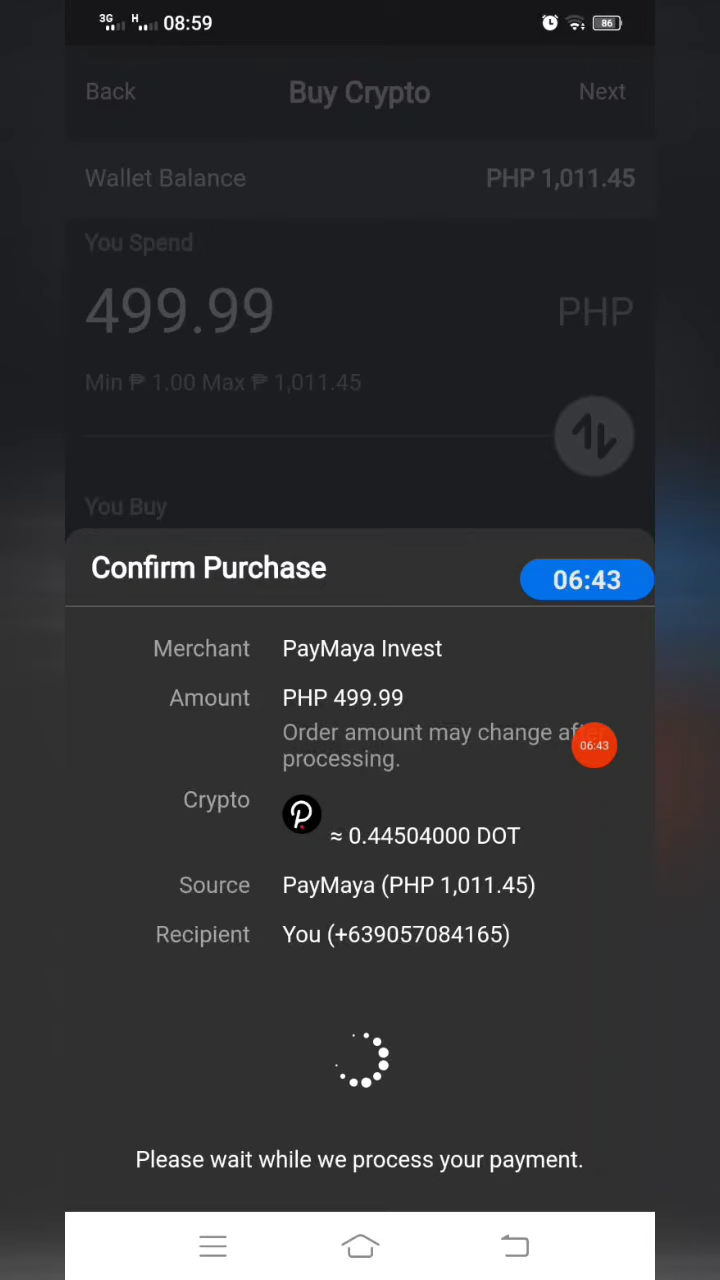 3G H 08:59 86
Back Buy Crypto Next
Wallet Balance PHP 1,011.45
You Spend
499.99 PHP
Min ₱ 1.00 Max ₱ 1,011.45
You Buy
Confirm Purchase 06:43
Merchant PayMaya Invest
Amount PHP 499.99
Order amount may change after
06:43
processing.
Crypto
≈ 0.44504000 DOT
Source PayMaya (PHP 1,011.45)
Recipient You (+639057084165)
Please wait while we process your payment.